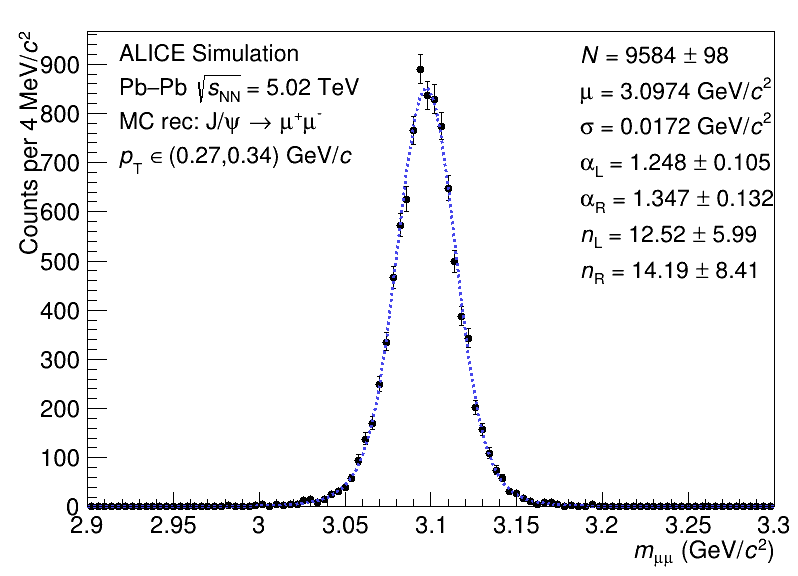 Counts per 4 MeV/c²
ALICE Simulation
Pb–Pb √sNN = 5.02 TeV
MC rec: J/ψ → μ⁺μ⁻
pT ∈ (0.27,0.34) GeV/c
N = 9584 ± 98
μ = 3.0974 GeV/c²
σ = 0.0172 GeV/c²
αL = 1.248 ± 0.105
αR = 1.347 ± 0.132
nL = 12.52 ± 5.99
nR = 14.19 ± 8.41
900
800
700
600
500
400
300
200
100
0
2.9 2.95 3 3.05 3.1 3.15 3.2 3.25 3.3
mμμ (GeV/c²)